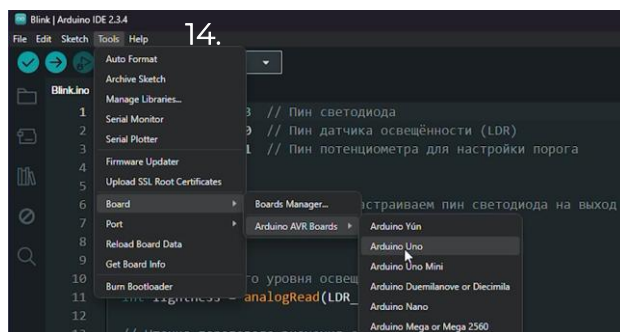 Blink | Arduino IDE 2.3.4
File Edit Sketch Tools Help
14.
Blink.ino
Auto Format
Archive Sketch
Manage Libraries...
Serial Monitor
Serial Plotter
Firmware Updater
Upload SSL Root Certificates
Board
Port
Reload Board Data
Get Board Info
Burn Bootloader
Boards Manager...
Arduino AVR Boards
Arduino Yún
Arduino Uno
Arduino Uno Mini
Arduino Duemilanove or Diecimila
Arduino Nano
Arduino Mega or Mega 2560
1 3 // Пин светодиода
2 0 // Пин датчика освещённости (LDR)
3 1 // Пин потенциометра для настройки порога
4
5
6 страиваем пин светодиода на выход
7
8
9
10 го уровня освещ
11 int lightness = analogRead(LDR_
12